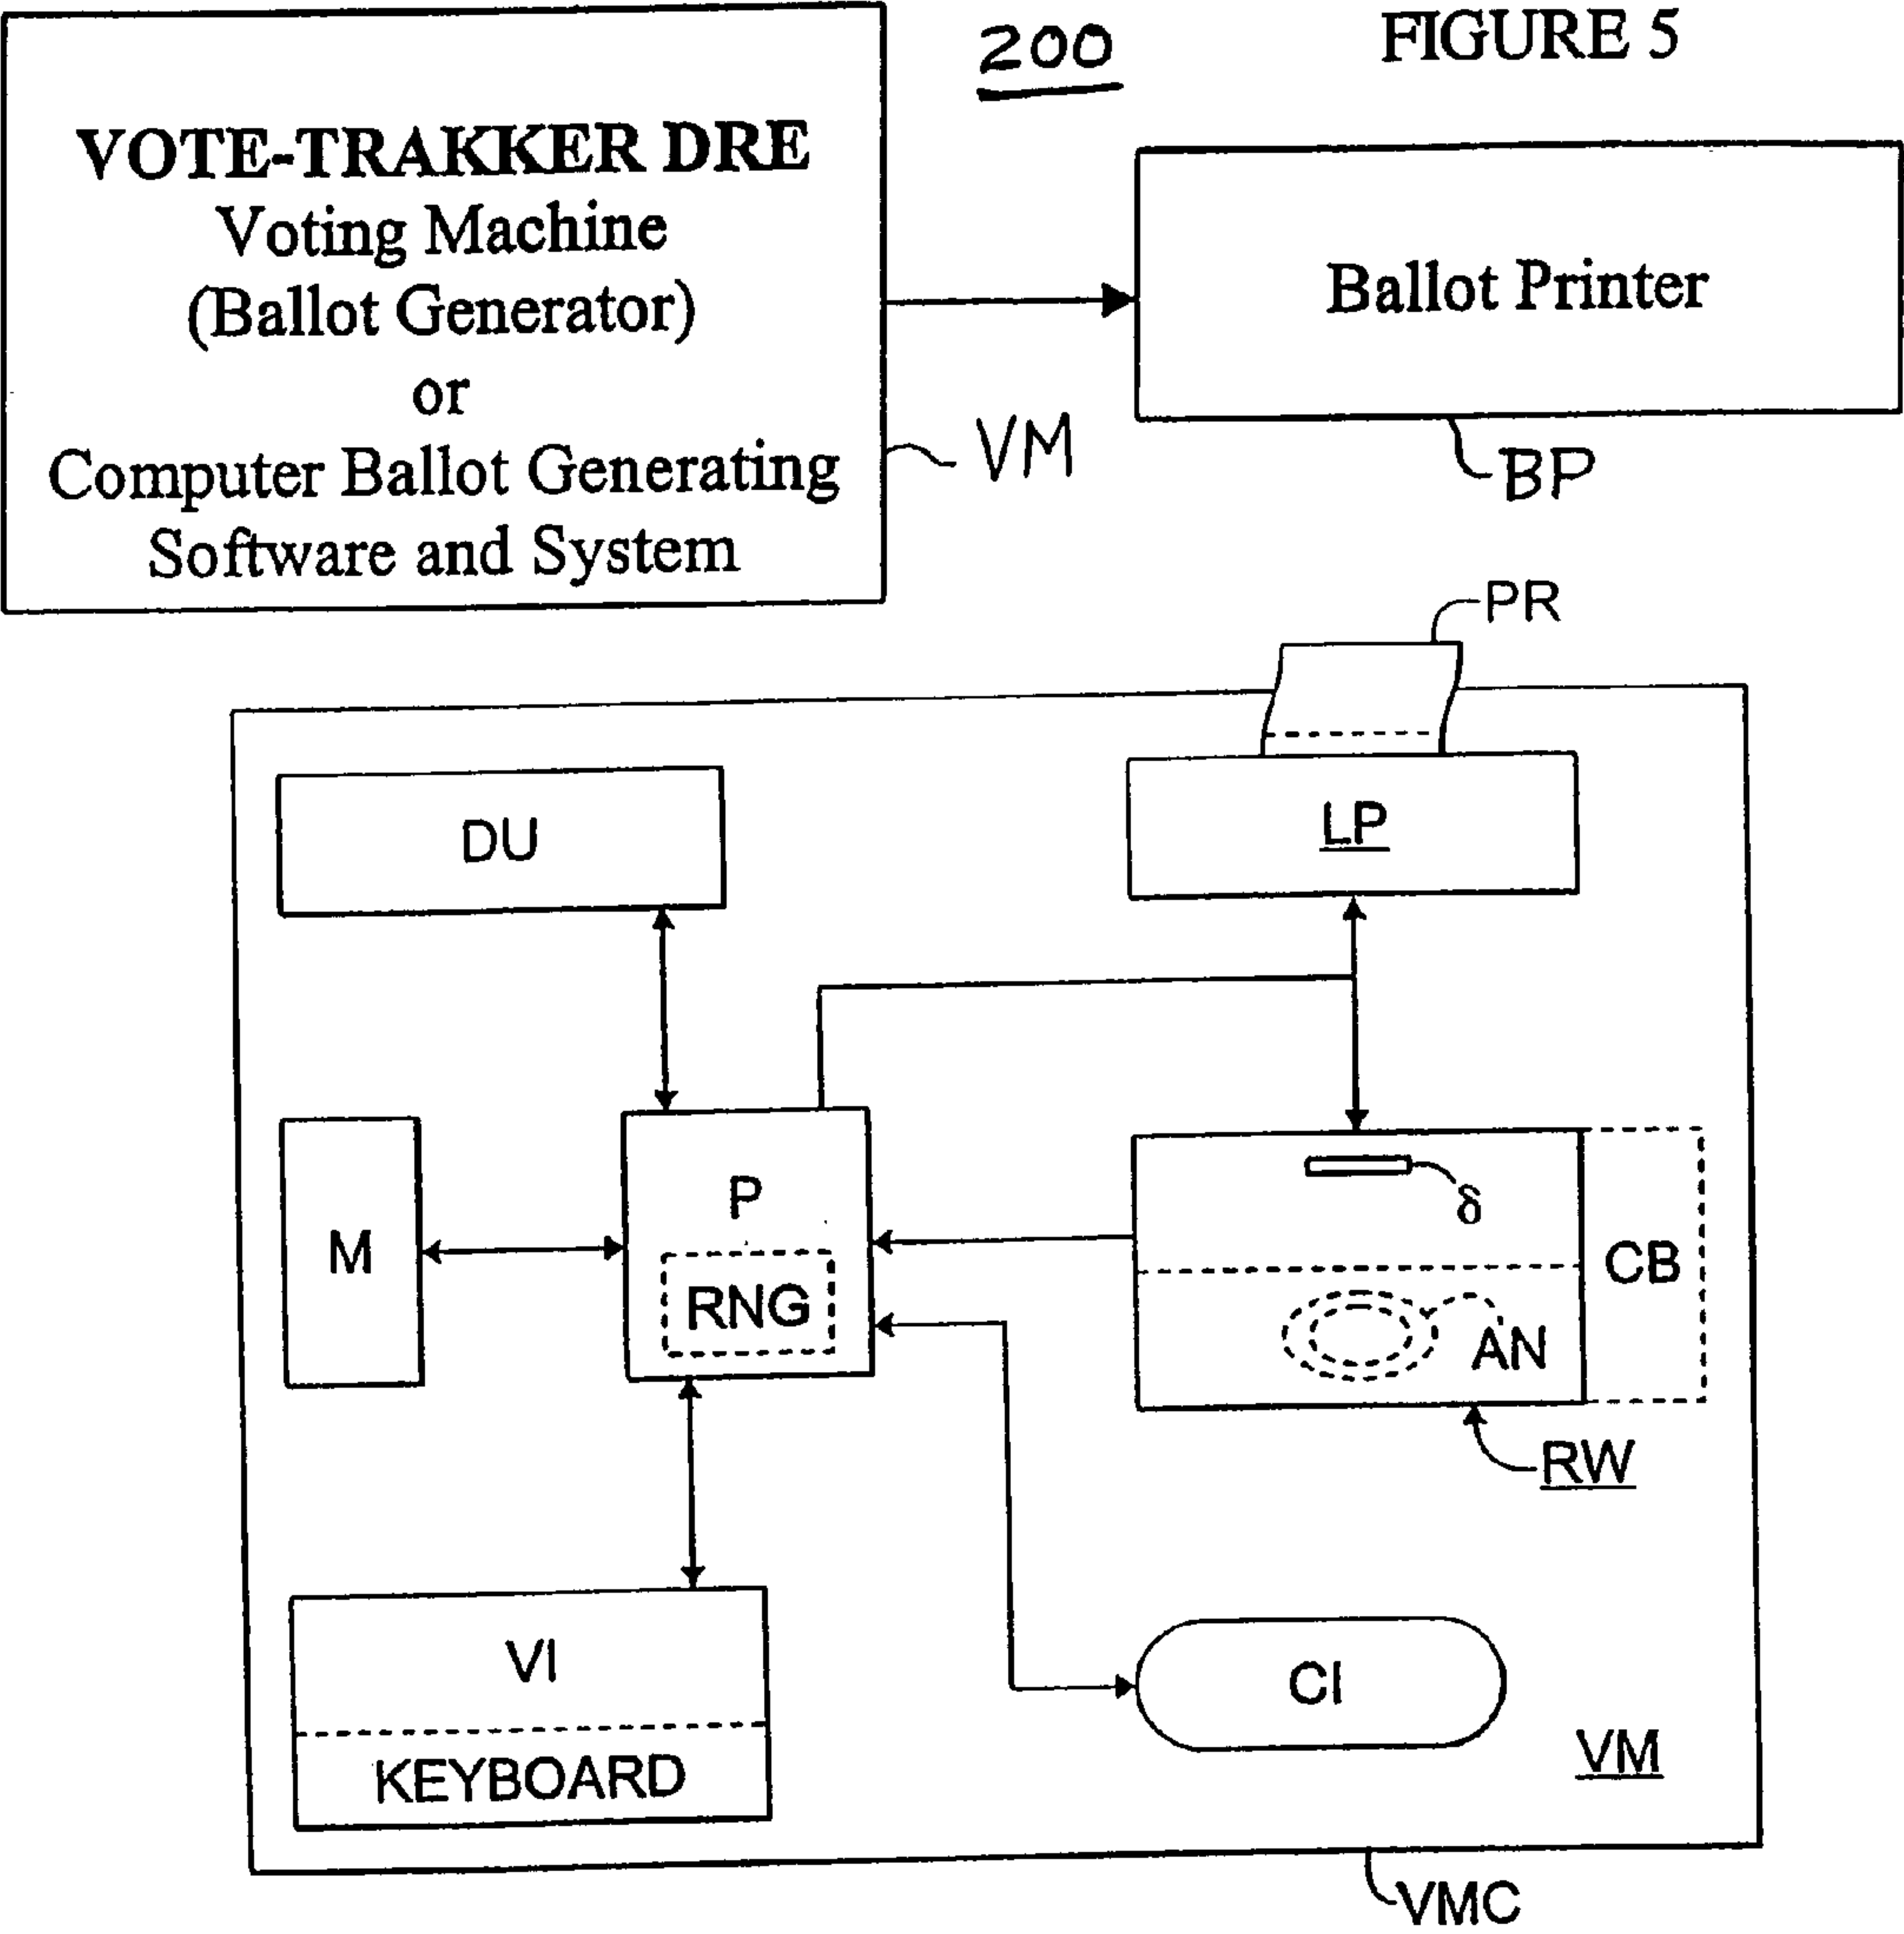 FIGURE 5
200
VOTE-TRAKKER DRE
Voting Machine
(Ballot Generator)
or
Computer Ballot Generating
Software and System
VM
Ballot Printer
BP
PR
DU
LP
M
P
RNG
δ
CB
AN
RW
VI
KEYBOARD
CI
VM
VMC